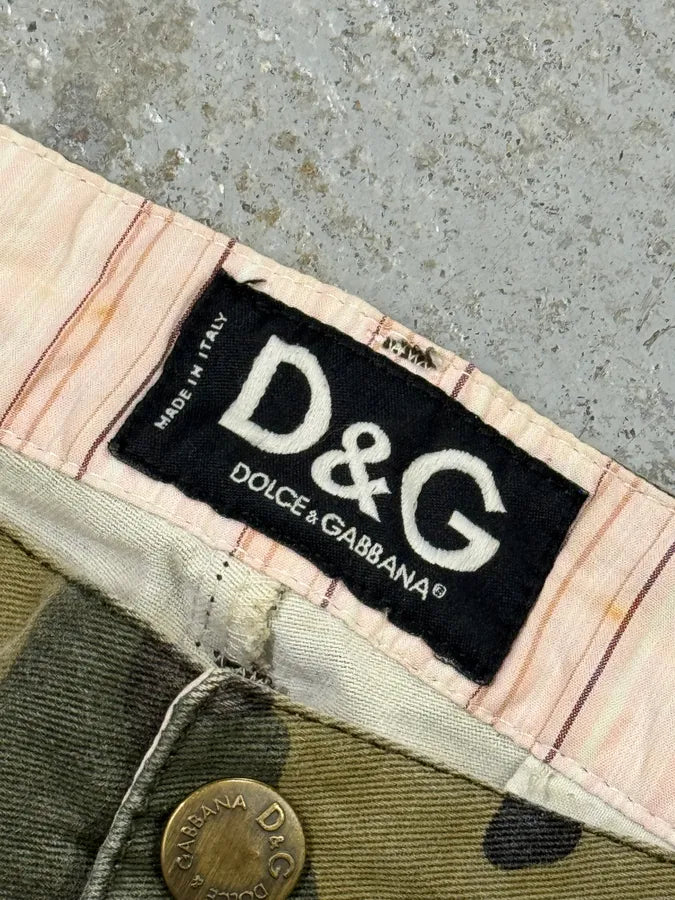 MADE IN ITALY
D&G
DOLCE & GABBANA®
D&G
DOLCE & GABBANA